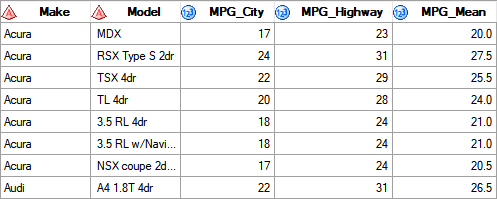 Make Model MPG_City MPG_Highway MPG_Mean
Acura MDX 17 23 20.0
Acura RSX Type S 2dr 24 31 27.5
Acura TSX 4dr 22 29 25.5
Acura TL 4dr 20 28 24.0
Acura 3.5 RL 4dr 18 24 21.0
Acura 3.5 RL w/Navi... 18 24 21.0
Acura NSX coupe 2d... 17 24 20.5
Audi A4 1.8T 4dr 22 31 26.5